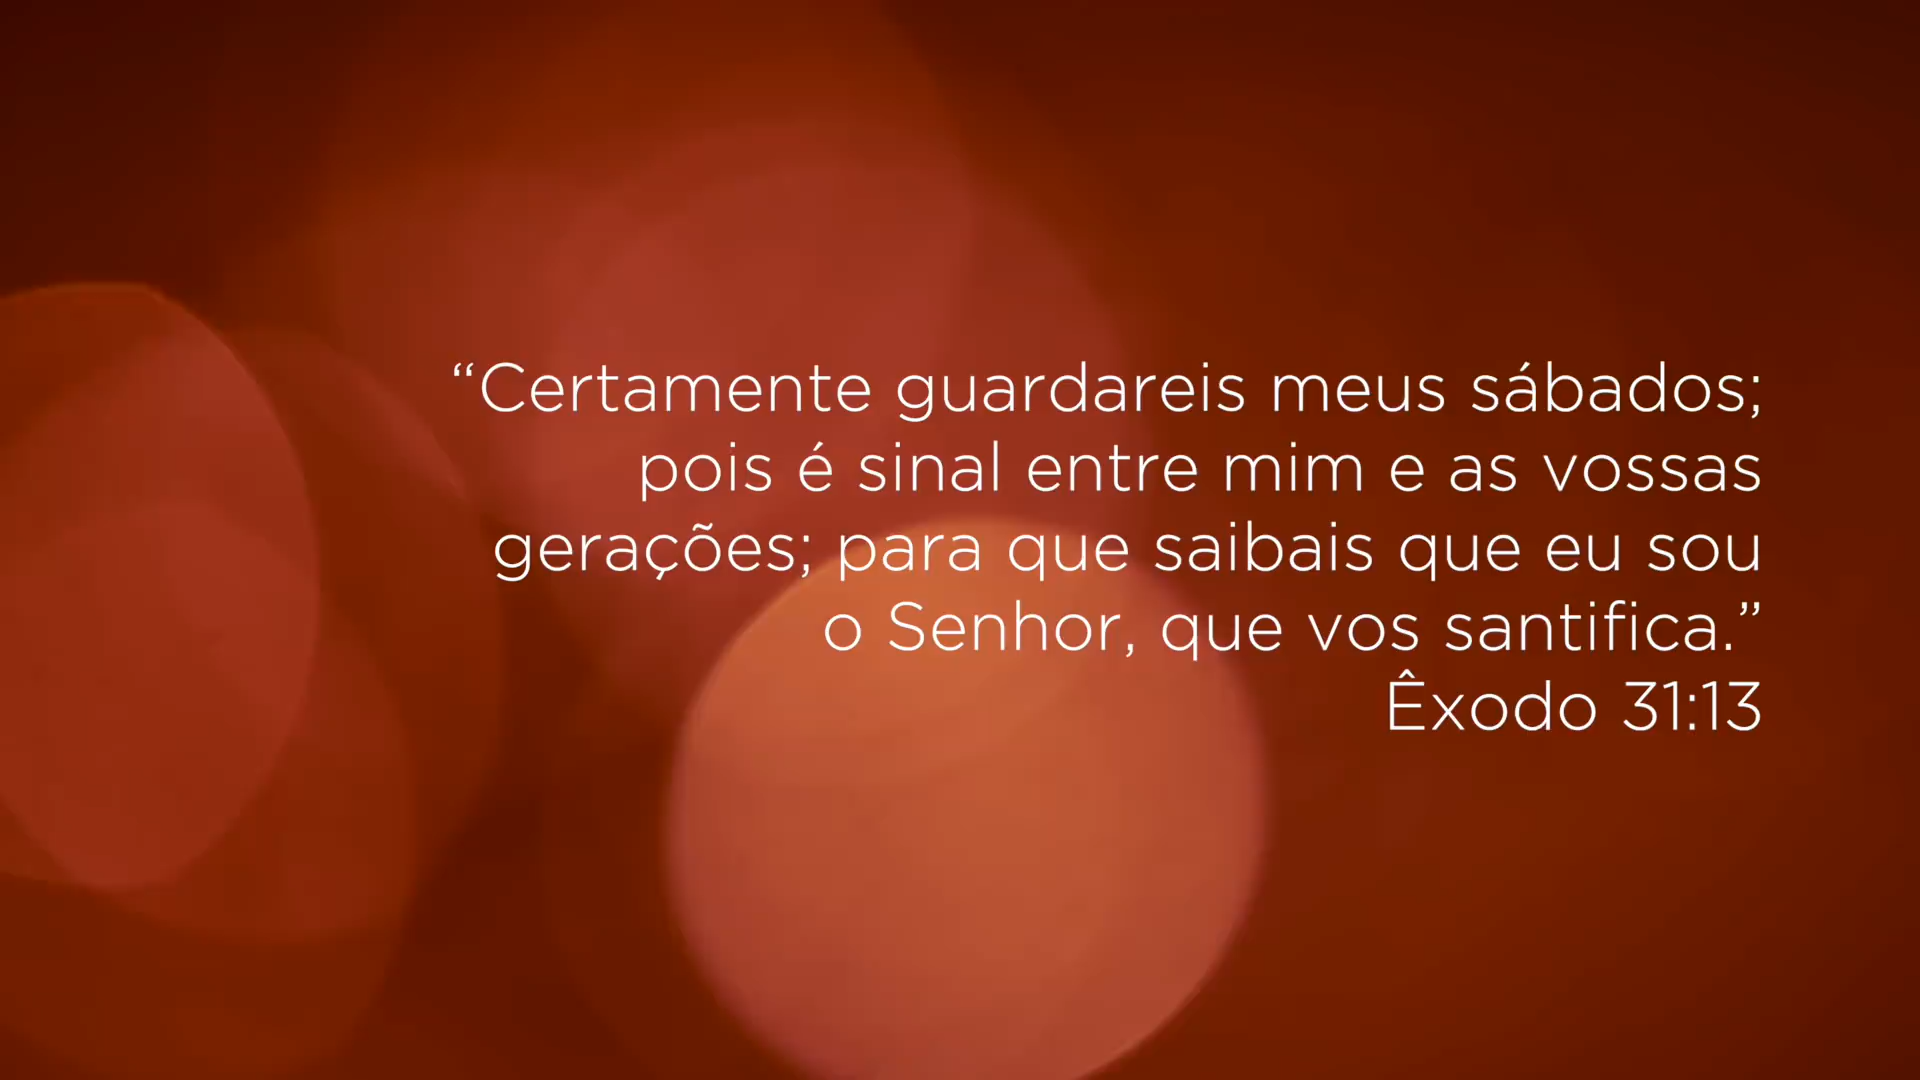 “Certamente guardareis meus sábados;
pois é sinal entre mim e as vossas
gerações; para que saibais que eu sou
o Senhor, que vos santifica.”
Êxodo 31:13